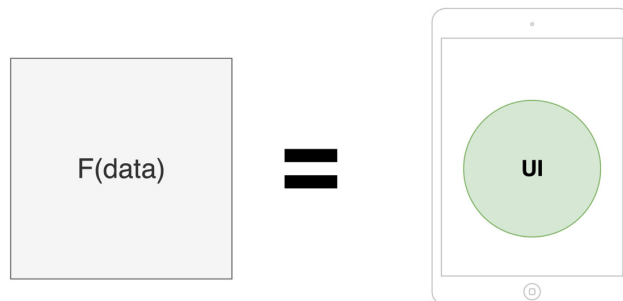 F(data)
=
UI